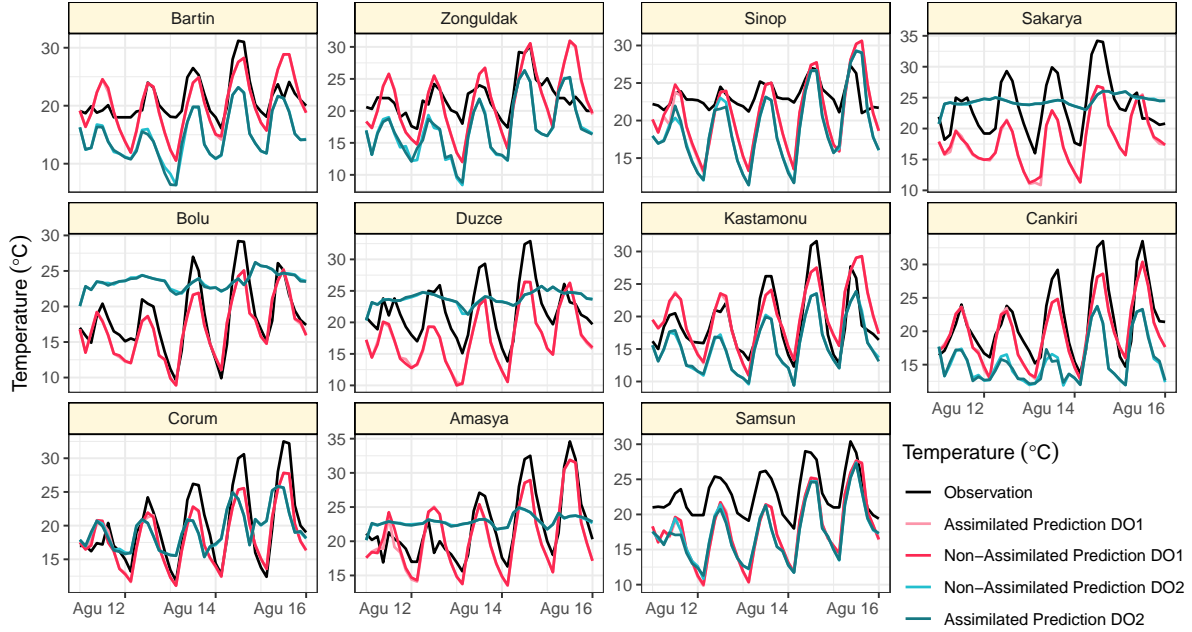 Bartin
Zonguldak
Sinop
Sakarya
30
20
10
30
25
20
15
10
30
25
20
15
35
30
25
20
15
10
Bolu
Duzce
Kastamonu
Cankiri
30
25
20
15
10
30
25
20
15
10
30
25
20
15
10
30
25
20
15
Agu 12
Agu 14
Agu 16
Corum
Amasya
Samsun
30
25
20
15
35
30
25
20
15
30
25
20
15
10
Agu 12
Agu 14
Agu 16
Agu 12
Agu 14
Agu 16
Agu 12
Agu 14
Agu 16
Temperature (°C)
Temperature (°C)
Observation
Assimilated Prediction DO1
Non−Assimilated Prediction DO1
Non−Assimilated Prediction DO2
Assimilated Prediction DO2